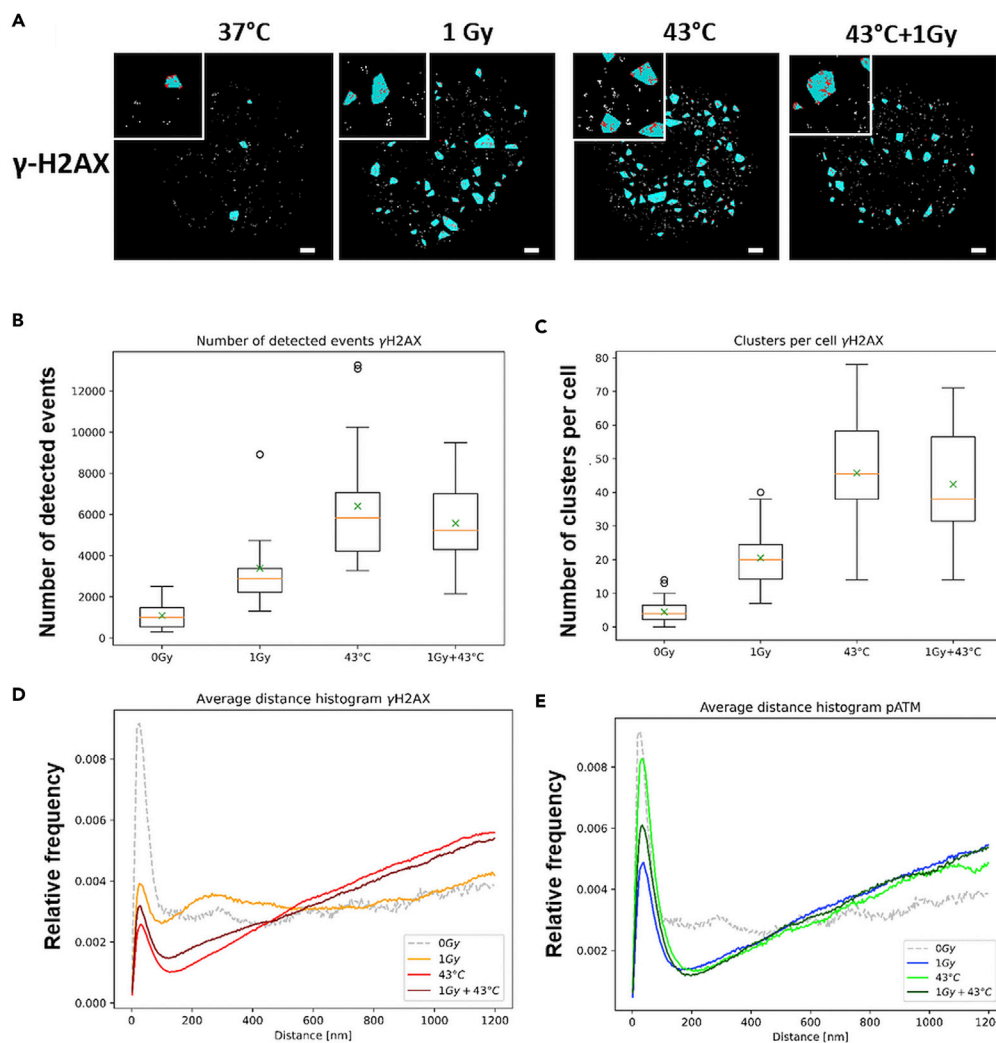 A
37°C
1 Gy
43°C
43°C+1Gy
γ-H2AX
B
Number of detected events γH2AX
Number of detected events
12000
10000
8000
6000
4000
2000
0
0Gy
1Gy
43°C
1Gy+43°C
C
Clusters per cell γH2AX
Number of clusters per cell
80
70
60
50
40
30
20
10
0
0Gy
1Gy
43°C
1Gy+43°C
D
Average distance histogram γH2AX
Relative frequency
0.008
0.006
0.004
0.002
0.000
0Gy
1Gy
43°C
1Gy + 43°C
0
200
400
600
800
1000
1200
Distance [nm]
E
Average distance histogram pATM
Relative frequency
0.008
0.006
0.004
0.002
0Gy
1Gy
43°C
1Gy + 43°C
0
200
400
600
800
1000
1200
Distance [nm]